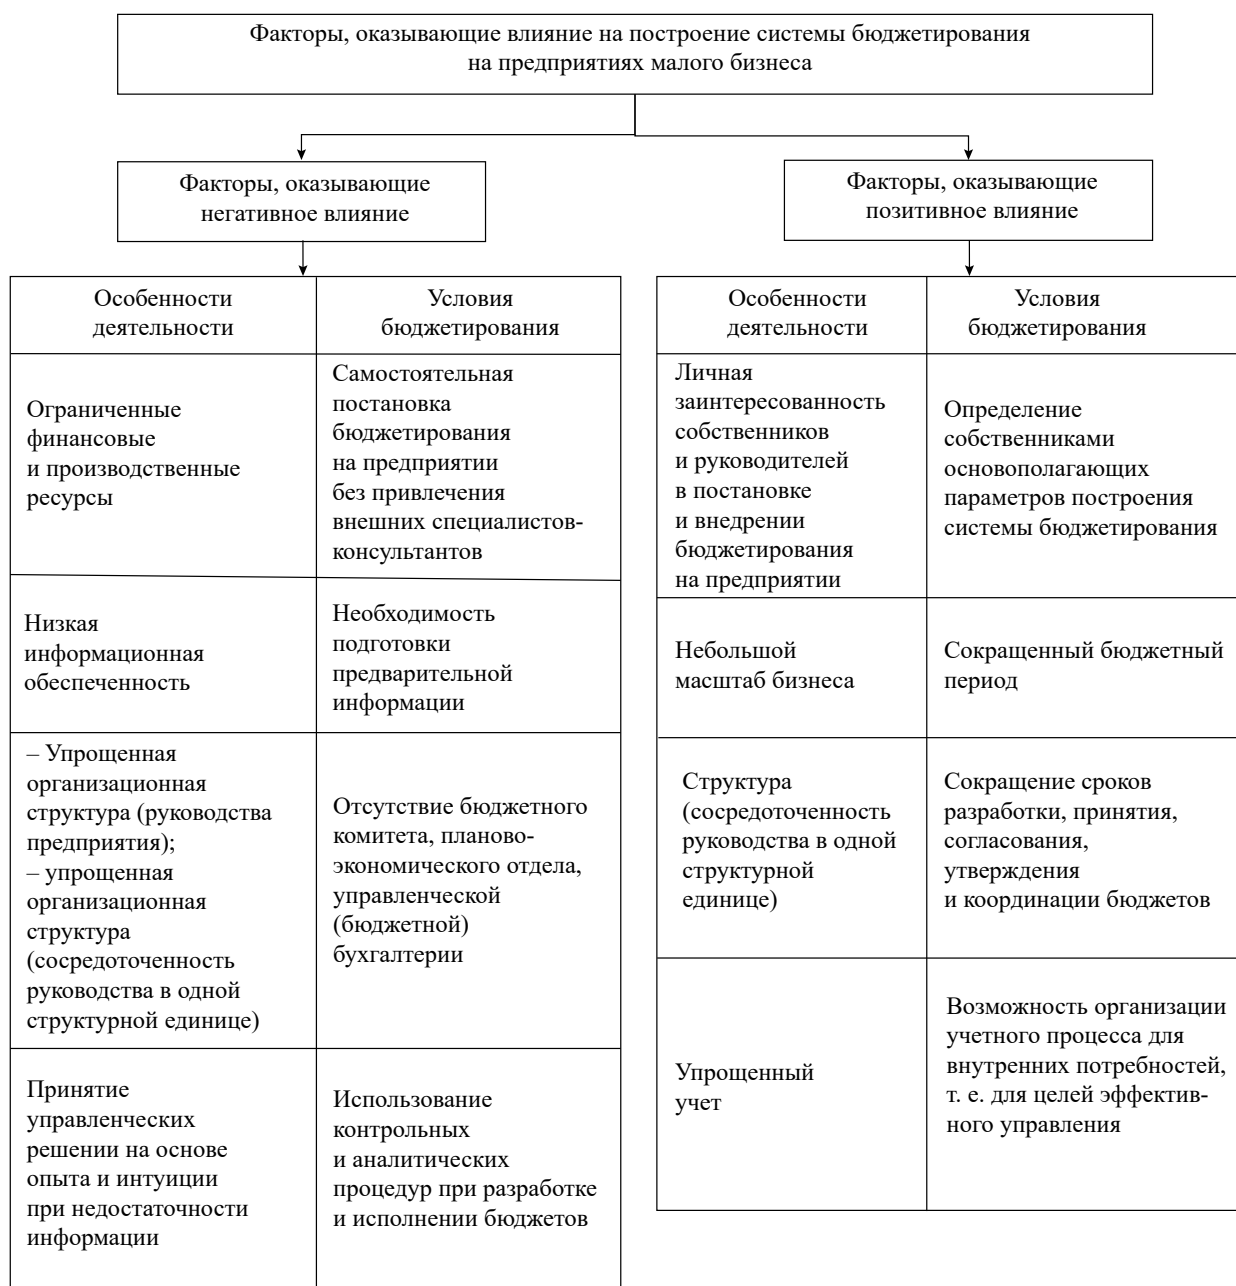 Факторы, оказывающие влияние на построение системы бюджетирования
на предприятиях малого бизнеса
Факторы, оказывающие
негативное влияние
Факторы, оказывающие
позитивное влияние
Особенности
деятельности
Условия
бюджетирования
Ограниченные
финансовые
и производственные
ресурсы
Самостоятельная
постановка
бюджетирования
на предприятии
без привлечения
внешних специалистов-
консультантов
Низкая
информационная
обеспеченность
Необходимость
подготовки
предварительной
информации
– Упрощенная
организационная
структура (руководства
предприятия);
– упрощенная
организационная
структура
(сосредоточенность
руководства в одной
структурной единице)
Отсутствие бюджетного
комитета, планово-
экономического отдела,
управленческой
(бюджетной)
бухгалтерии
Принятие
управленческих
решении на основе
опыта и интуиции
при недостаточности
информации
Использование
контрольных
и аналитических
процедур при разработке
и исполнении бюджетов
Особенности
деятельности
Условия
бюджетирования
Личная
заинтересованность
собственников
и руководителей
в постановке
и внедрении
бюджетирования
на предприятии
Определение
собственниками
основополагающих
параметров построения
системы бюджетирования
Небольшой
масштаб бизнеса
Сокращенный бюджетный
период
Структура
(сосредоточенность
руководства в одной
структурной
единице)
Сокращение сроков
разработки, принятия,
согласования,
утверждения
и координации бюджетов
Упрощенный
учет
Возможность организации
учетного процесса для
внутренних потребностей,
т. е. для целей эффектив-
ного управления